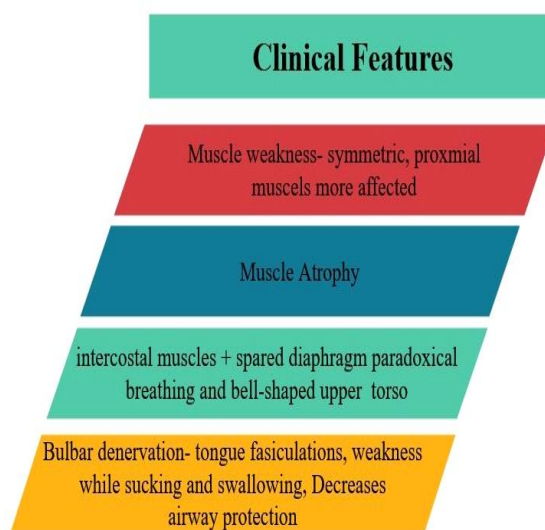 Clinical Features
Muscle weakness- symmetric, proxmial
muscels more affected
Muscle Atrophy
intercostal muscles + spared diaphragm paradoxical
breathing and bell-shaped upper torso
Bulbar denervation- tongue fasiculations, weakness
while sucking and swallowing, Decreases
airway protection